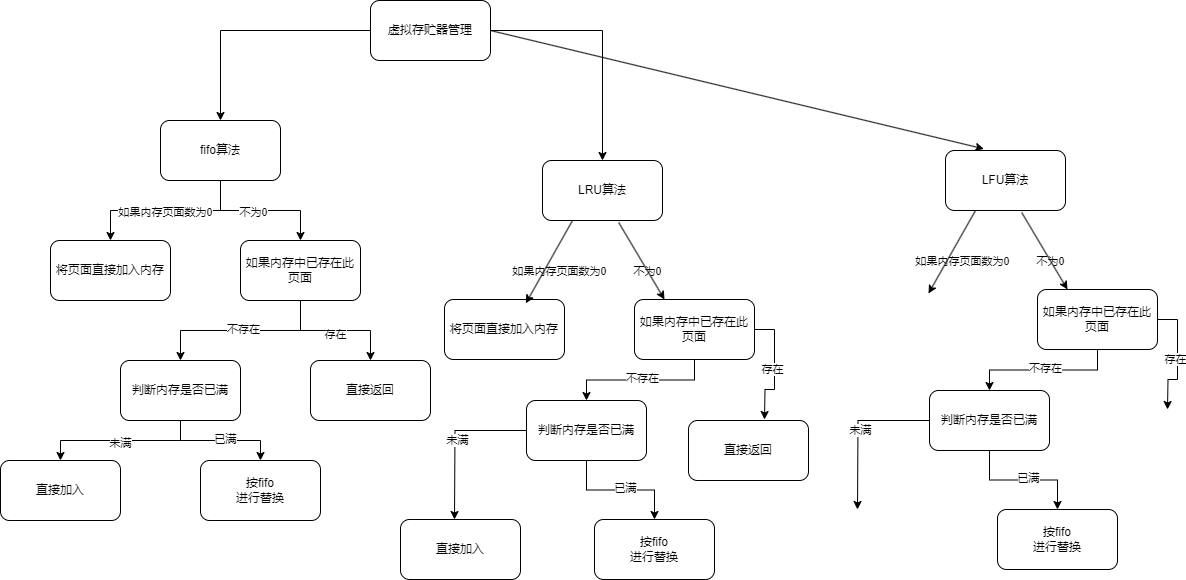 虚拟存贮器管理
fifo算法
LRU算法
LFU算法
如果内存页面数为0
不为0
将页面直接加入内存
如果内存中已存在此
页面
不存在
存在
判断内存是否已满
直接返回
未满
已满
直接加入
按fifo
进行替换
如果内存页面数为0
不为0
将页面直接加入内存
如果内存中已存在此
页面
不存在
存在
判断内存是否已满
直接返回
未满
已满
直接加入
按fifo
进行替换
如果内存页面数为0
不为0
如果内存中已存在此
页面
不存在
存在
判断内存是否已满
未满
已满
按fifo
进行替换